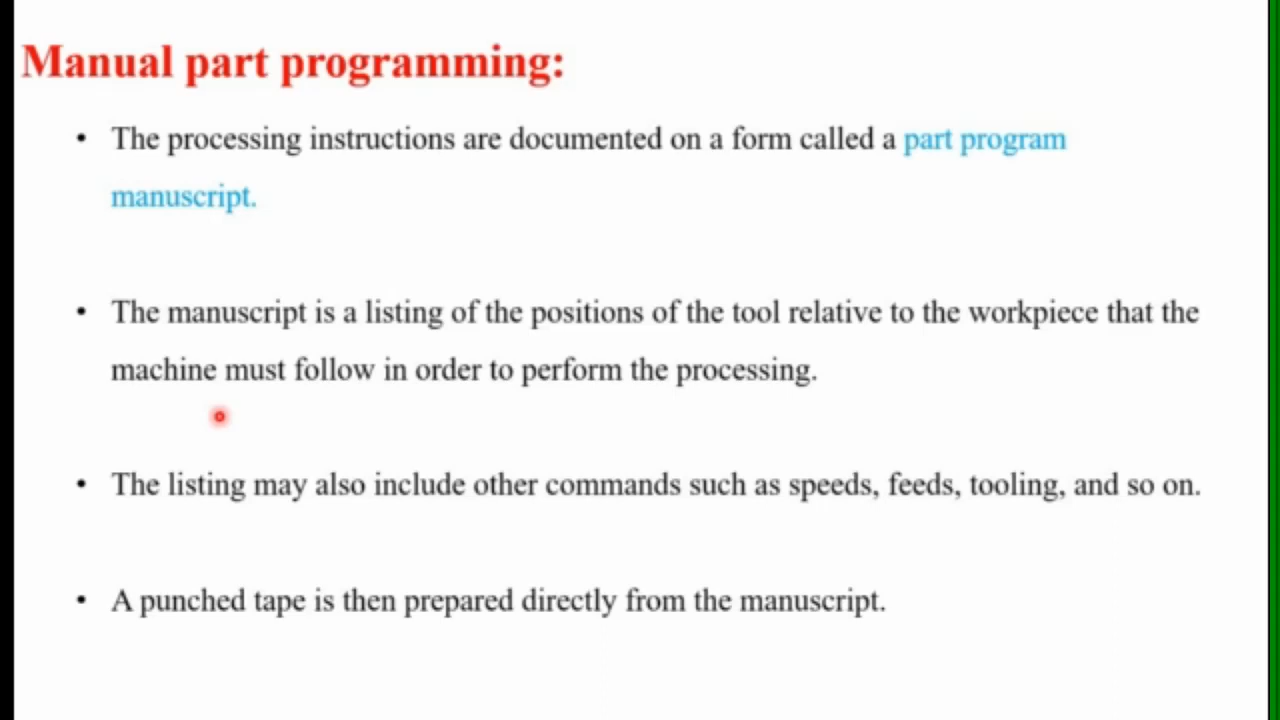 Manual part programming:
• The processing instructions are documented on a form called a part program
manuscript.
• The manuscript is a listing of the positions of the tool relative to the workpiece that the
machine must follow in order to perform the processing.
• The listing may also include other commands such as speeds, feeds, tooling, and so on.
• A punched tape is then prepared directly from the manuscript.